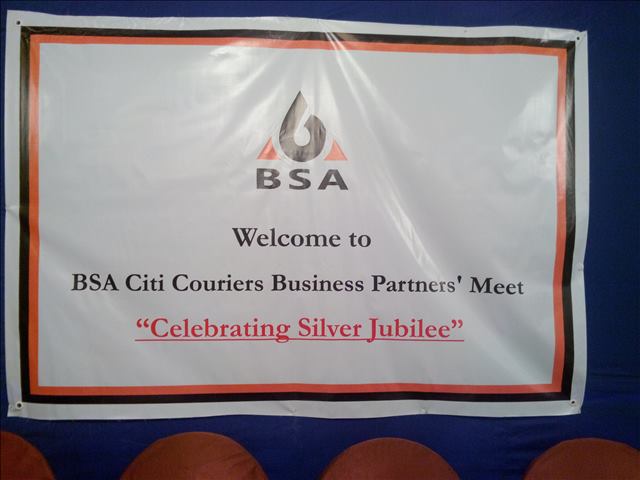 BSA
Welcome to
BSA Citi Couriers Business Partners' Meet
“Celebrating Silver Jubilee”